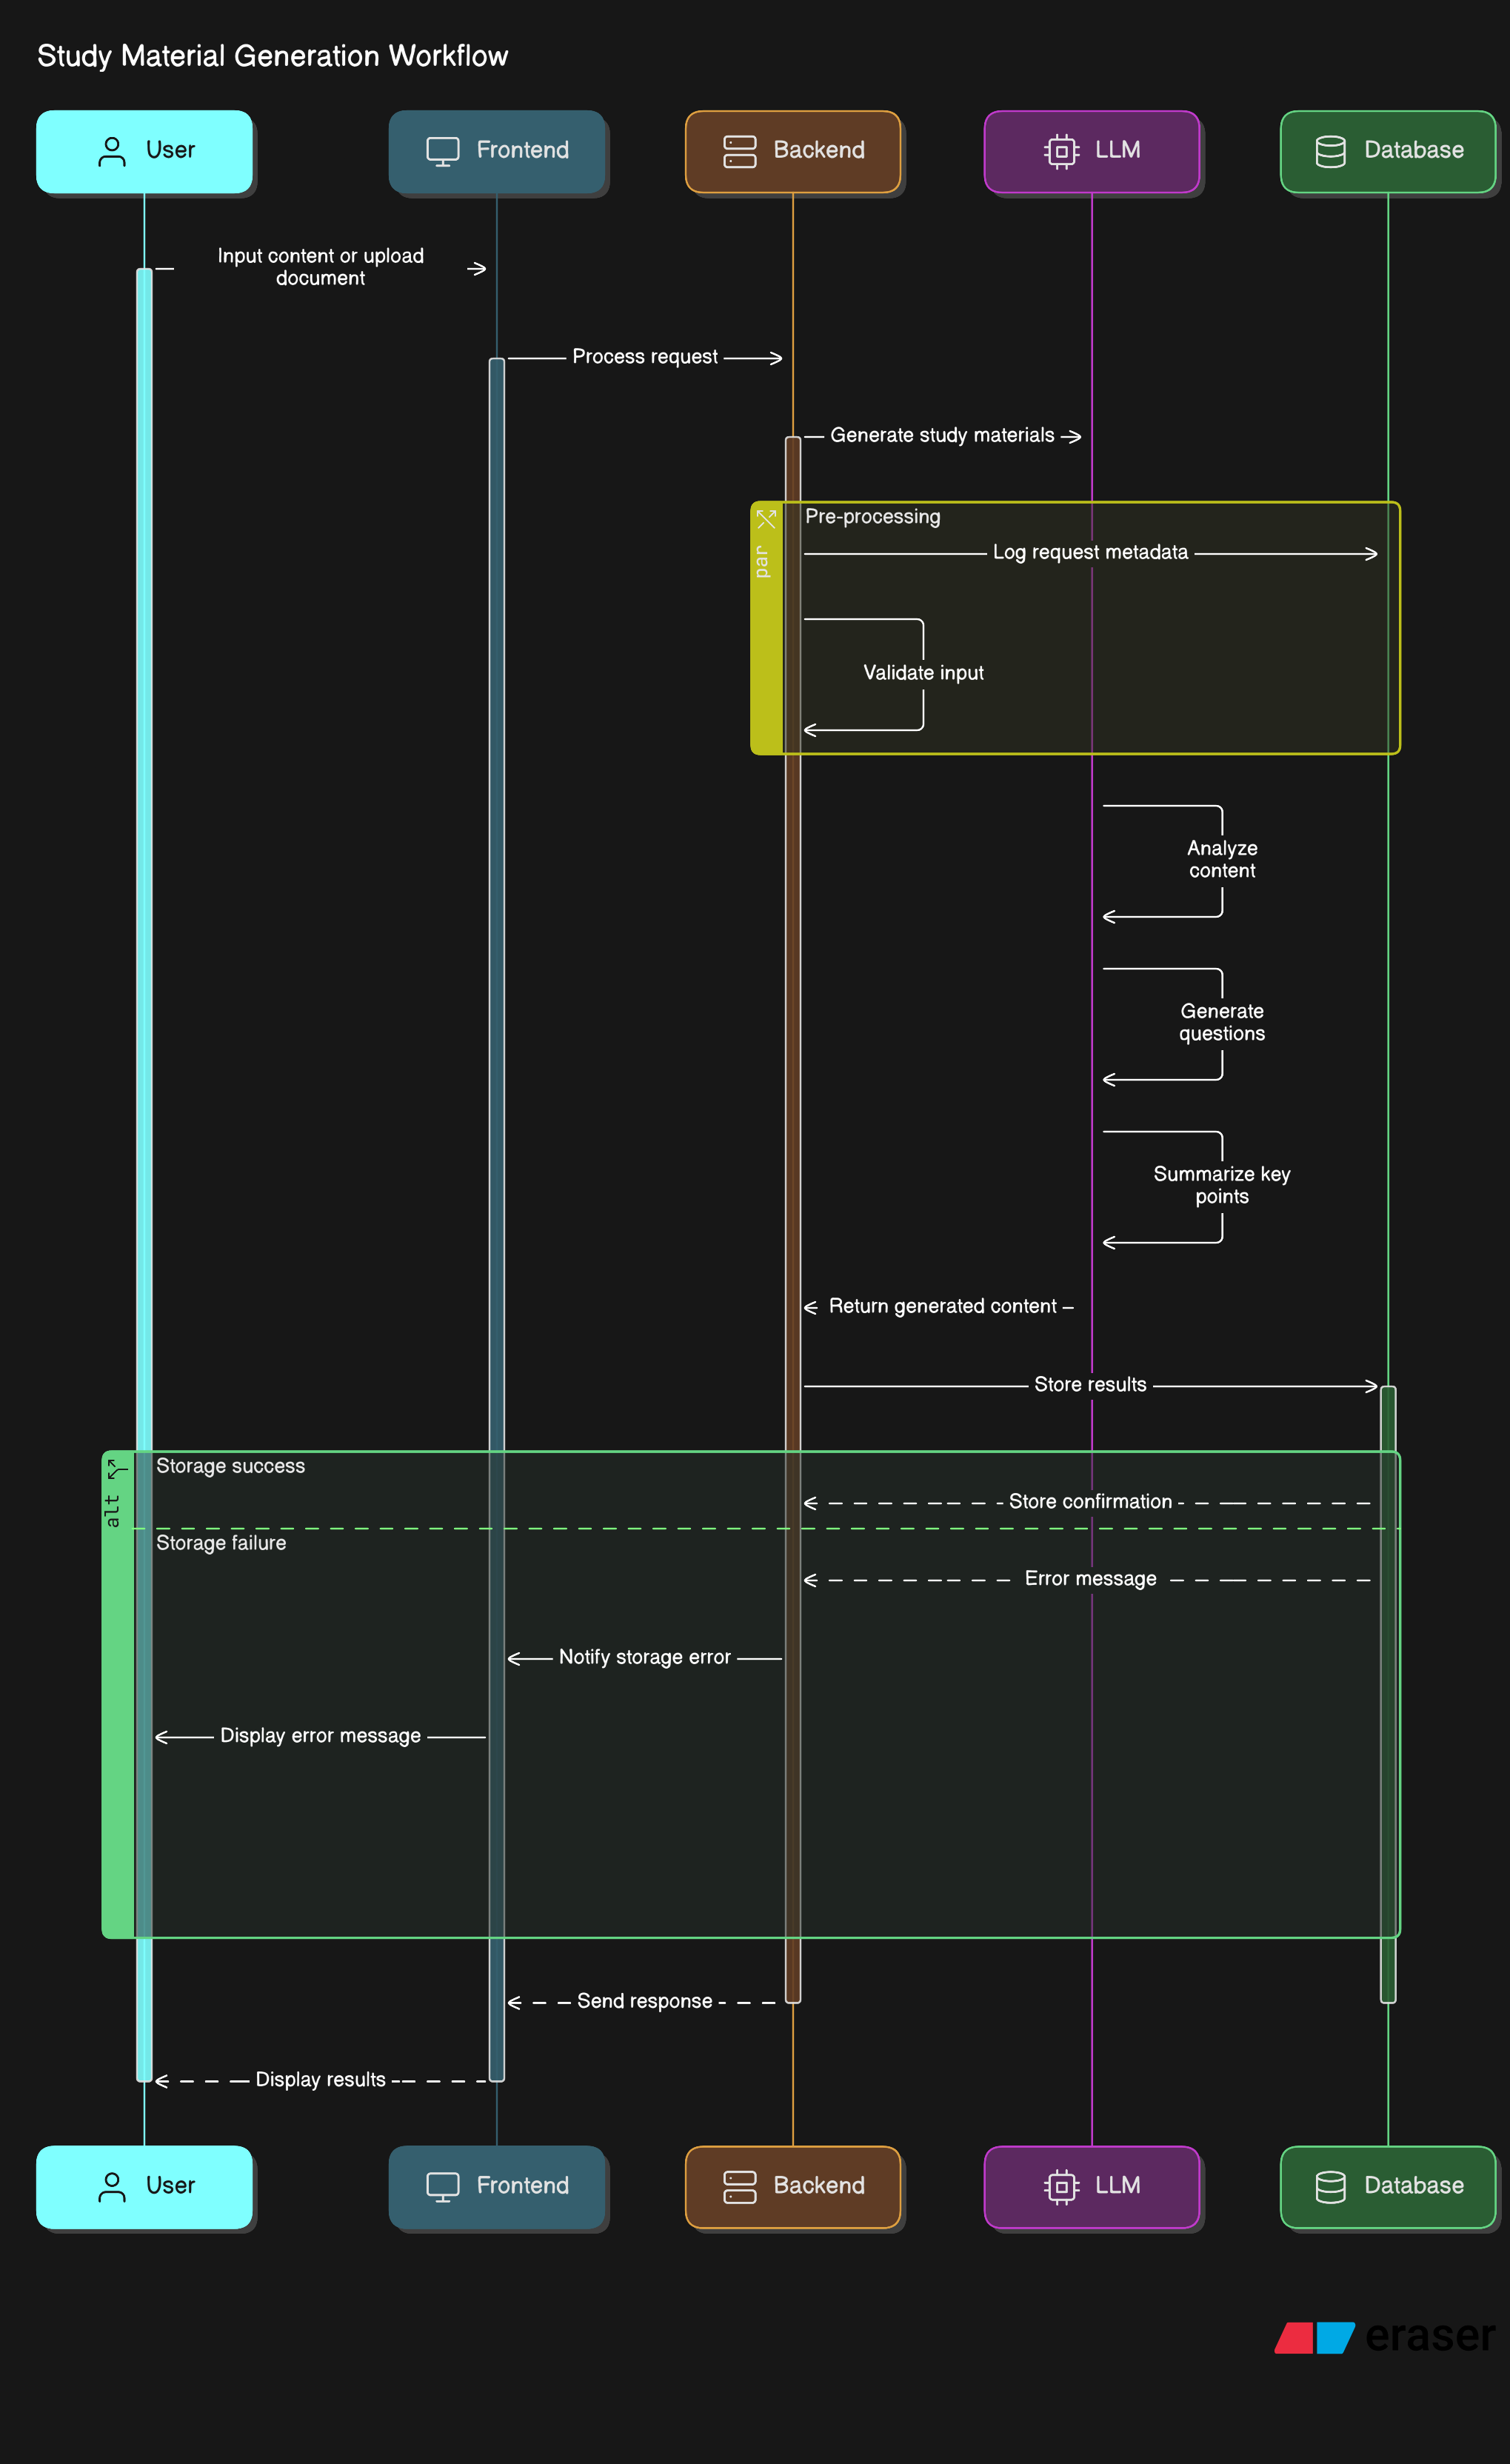 Study Material Generation Workflow
User
Frontend
Backend
LLM
Database
Input content or upload
document
Process request
Generate study materials
par
Pre-processing
Log request metadata
Validate input
Analyze
content
Generate
questions
Summarize key
points
Return generated content
Store results
alt
Storage success
Store confirmation
Storage failure
Error message
Notify storage error
Display error message
Send response
Display results
User
Frontend
Backend
LLM
Database
eraser